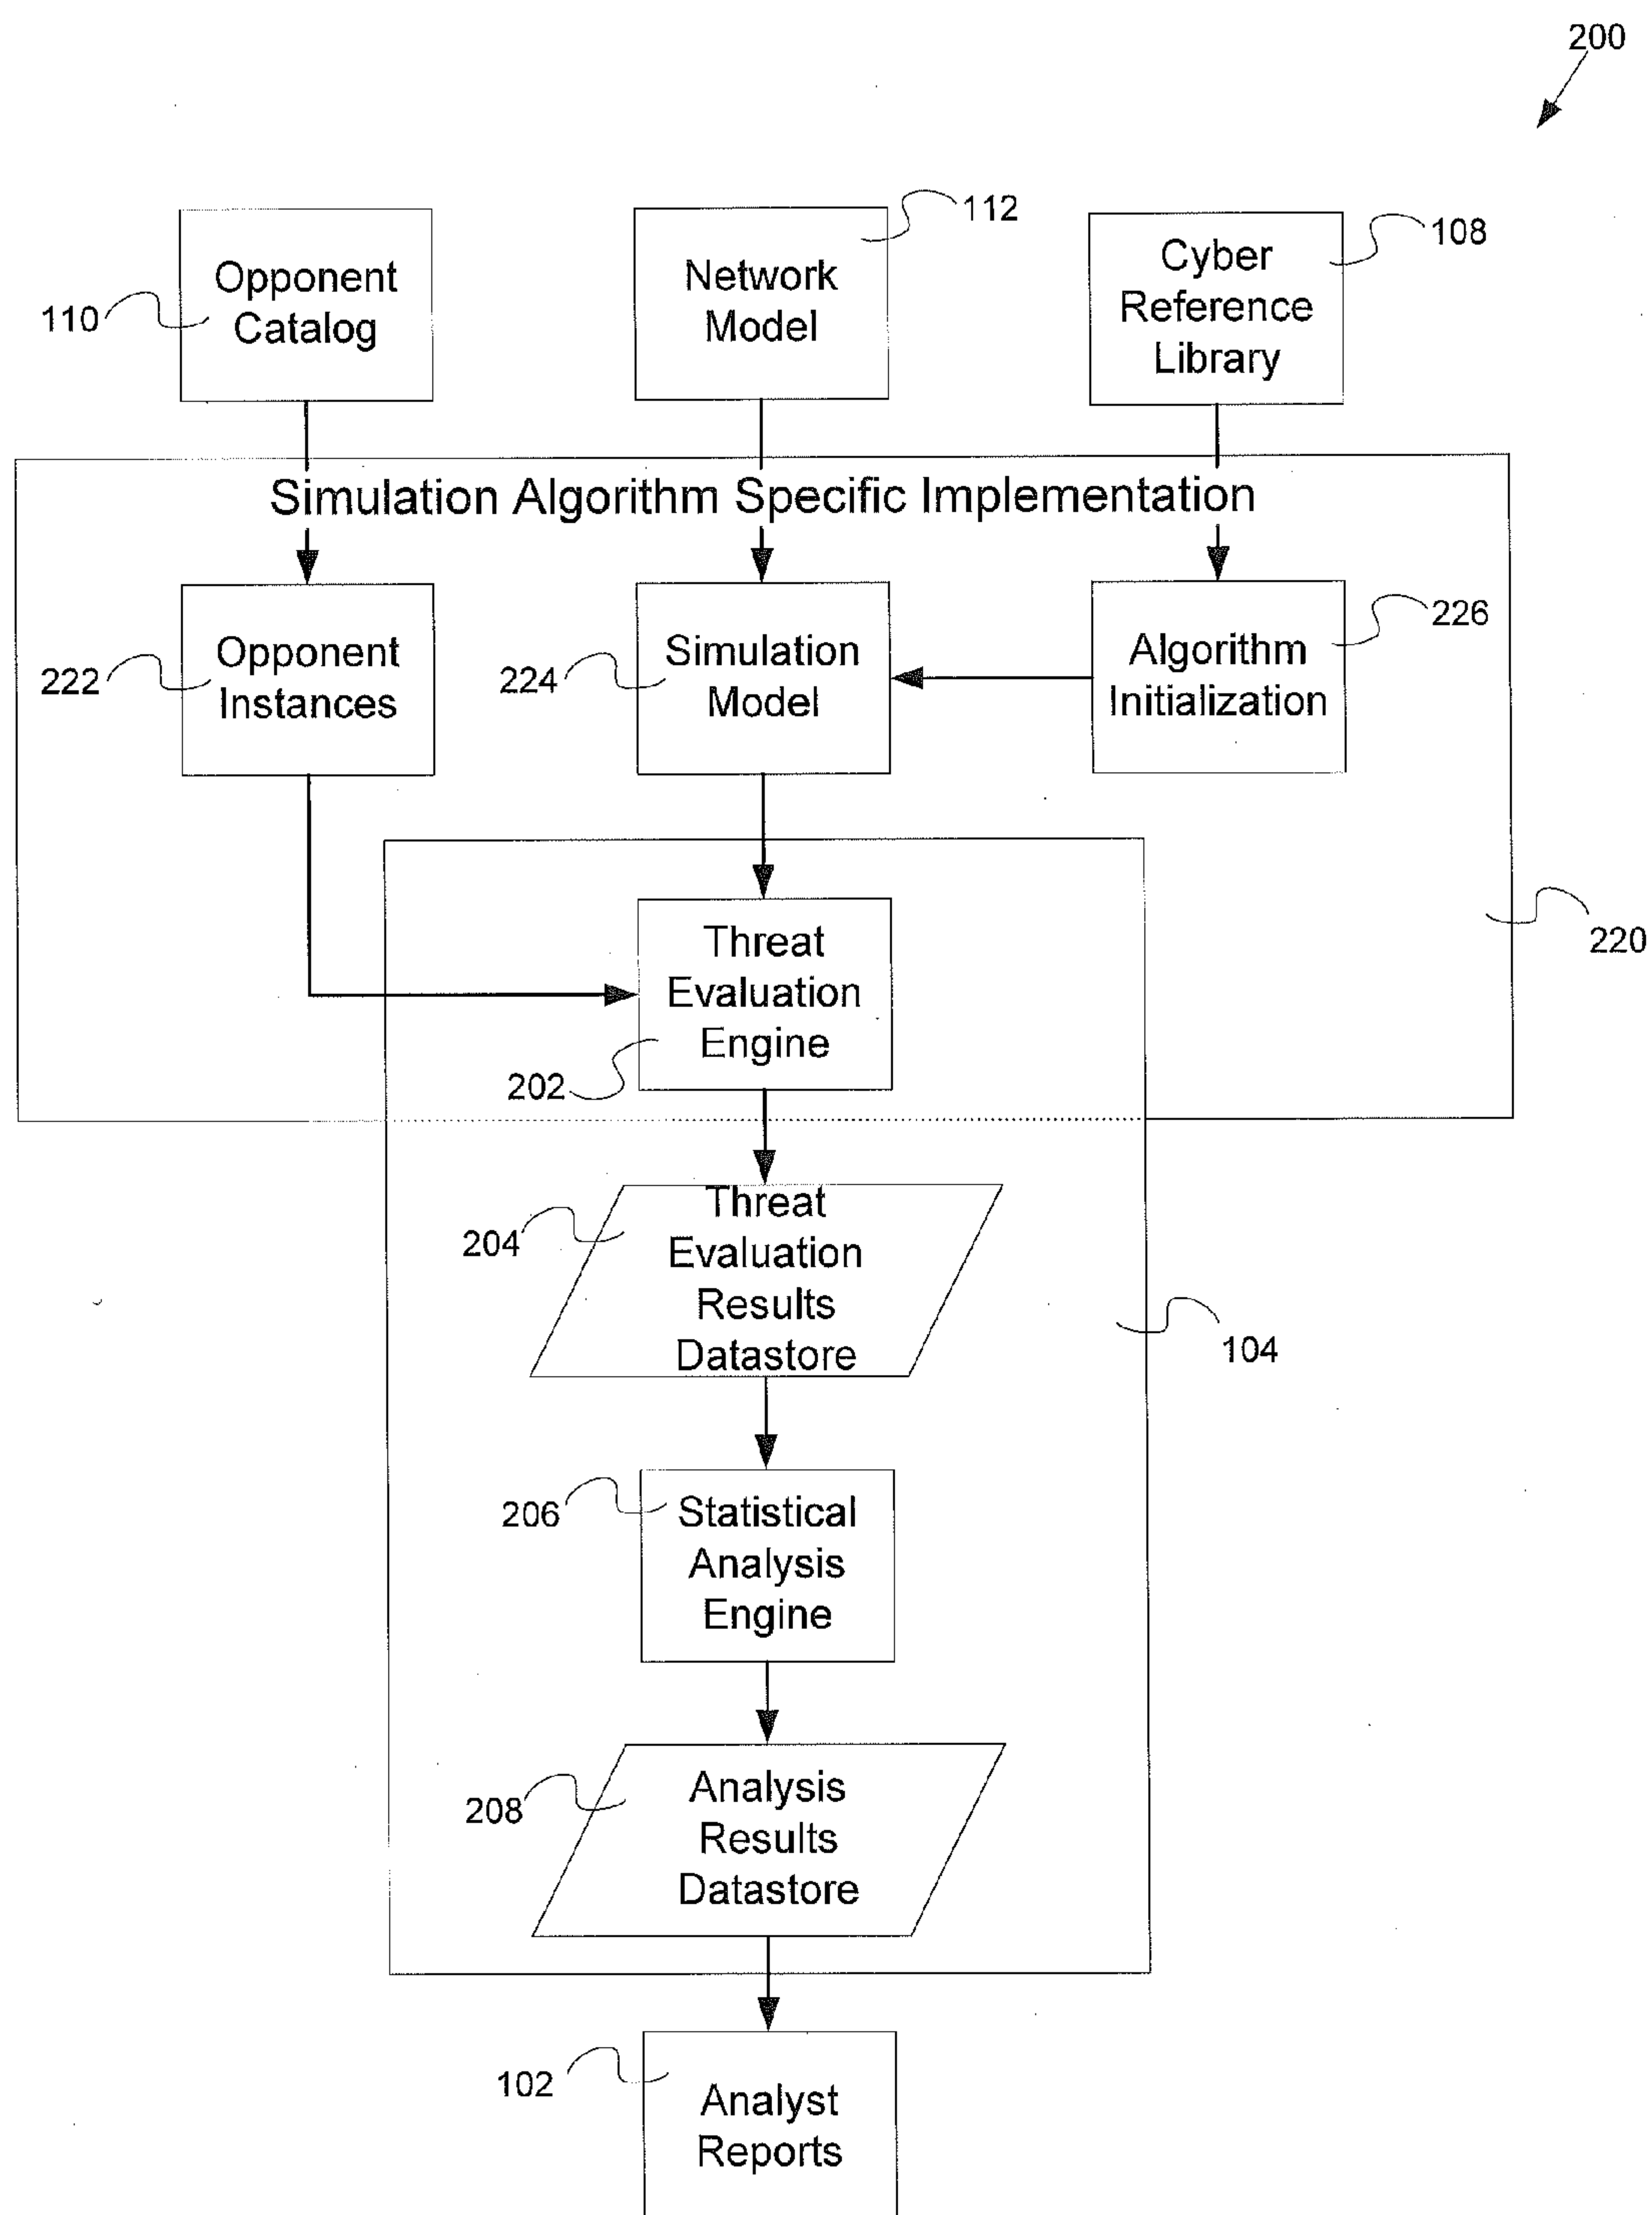 200
112
108
Opponent
Catalog
110
Network
Model
Cyber
Reference
Library
Simulation Algorithm Specific Implementation
222
Opponent
Instances
224
Simulation
Model
226
Algorithm
Initialization
Threat
Evaluation
Engine
202
220
204
Threat
Evaluation
Results
Datastore
104
206
Statistical
Analysis
Engine
208
Analysis
Results
Datastore
102
Analyst
Reports